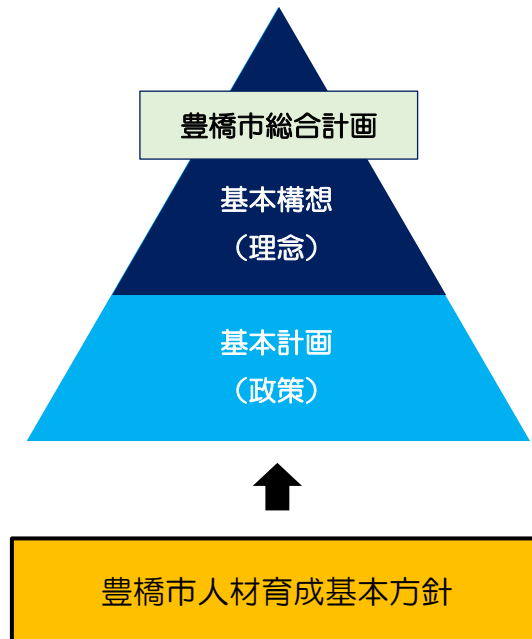 豊橋市総合計画
基本構想
（理念）
基本計画
（政策）
豊橋市人材育成基本方針